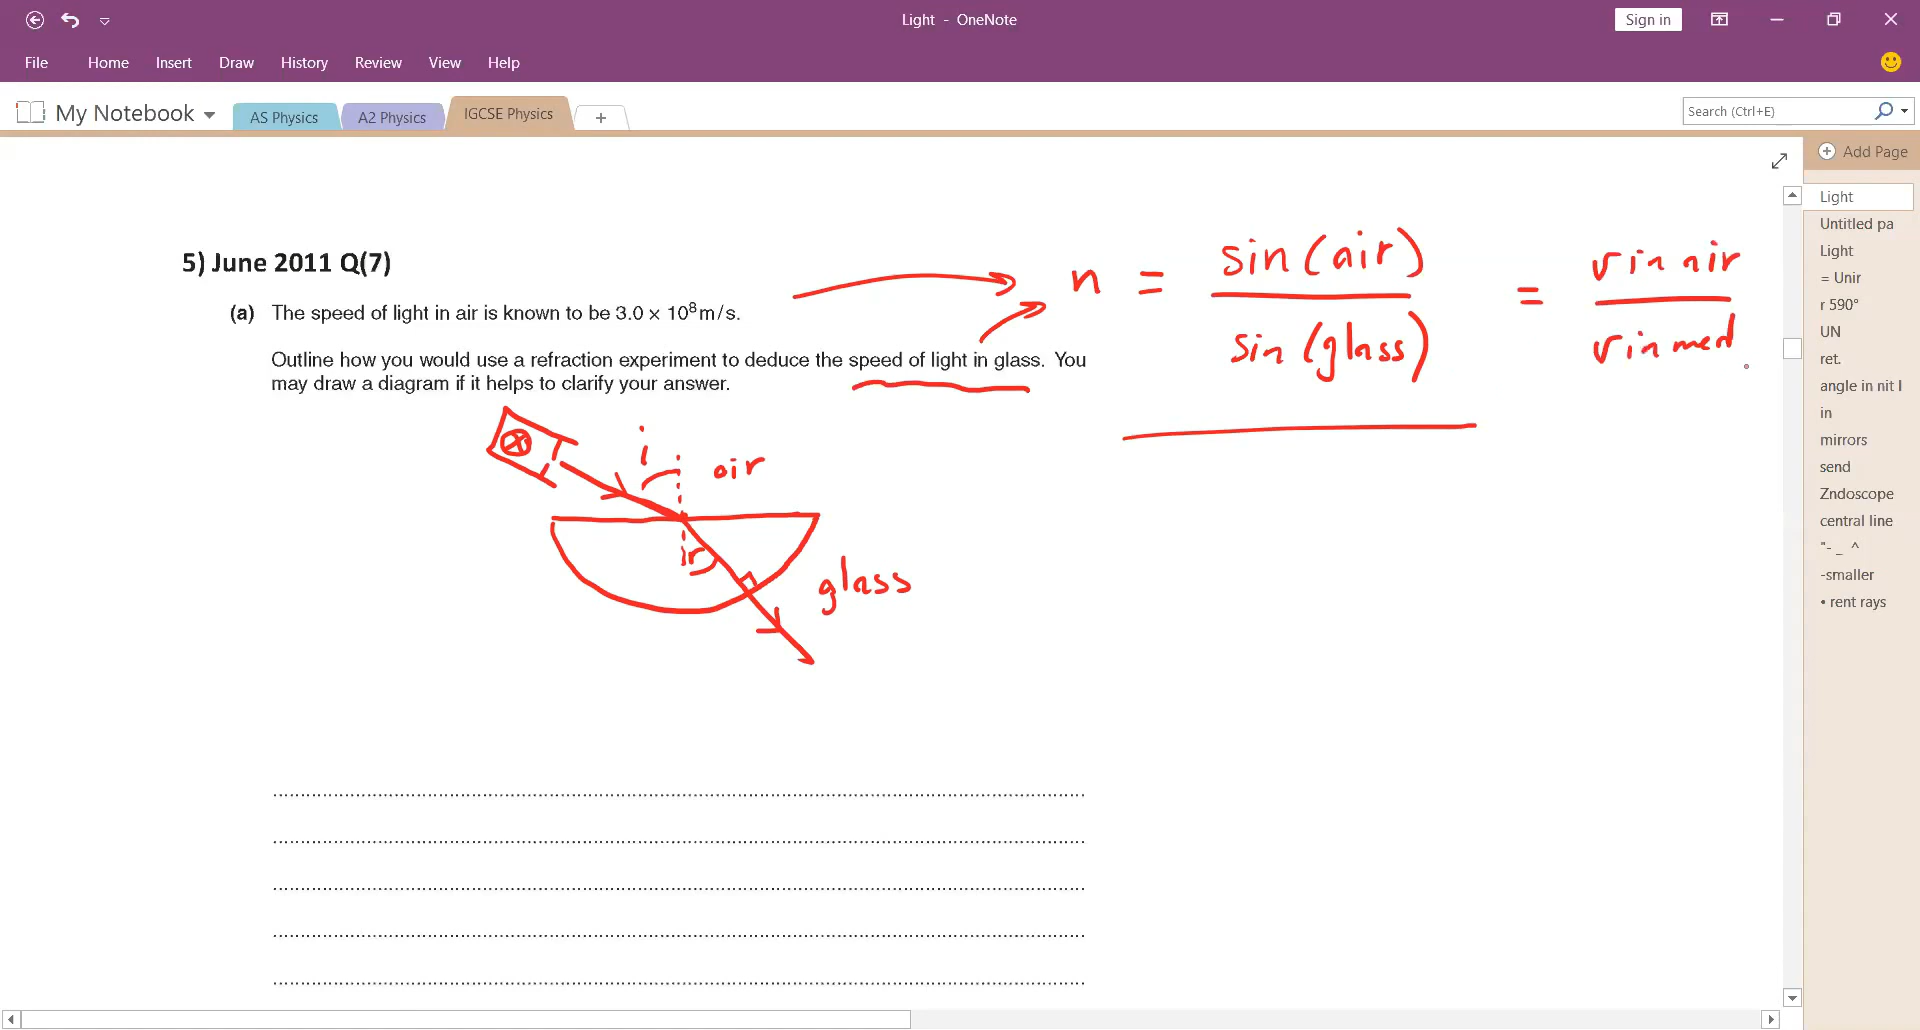 Light - OneNote
Sign in
File Home Insert Draw History Review View Help
My Notebook
AS Physics A2 Physics IGCSE Physics +
Search (Ctrl+E)
Add Page
Light
Untitled pa
Light
= Unir
r 590°
UN
ret.
angle in nit I
in
mirrors
send
Zndoscope
central line
"- _ ^
-smaller
• rent rays
5) June 2011 Q(7)
(a) The speed of light in air is known to be 3.0 × 10⁸ m/s.
Outline how you would use a refraction experiment to deduce the speed of light in glass. You
may draw a diagram if it helps to clarify your answer.
n = sin(air) / sin(glass) = v in air / v in med
i
air
r
glass